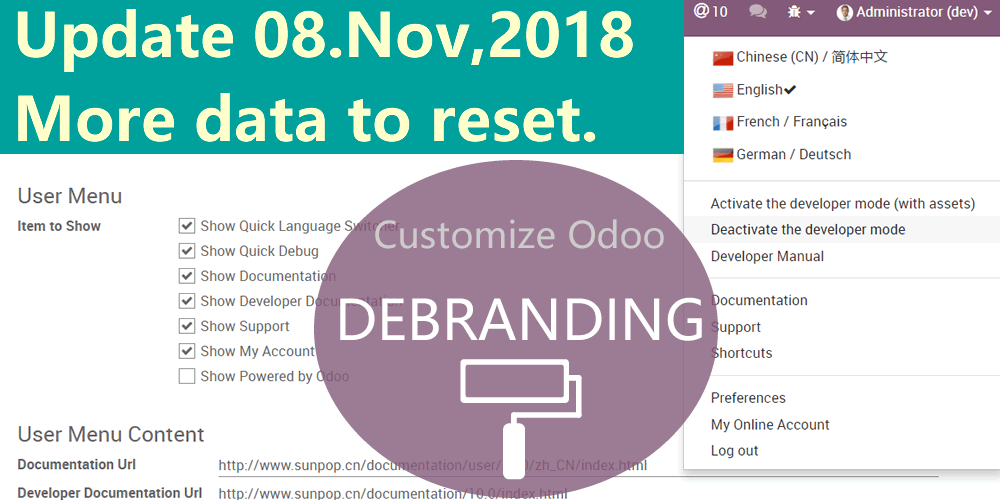 Update 08.Nov,2018
More data to reset.
@ 10
Administrator (dev)
Chinese (CN) / 简体中文
English
French / Français
German / Deutsch
Activate the developer mode (with assets)
Deactivate the developer mode
Developer Manual
Documentation
Support
Shortcuts
Preferences
My Online Account
Log out
User Menu
Item to Show
Show Quick Language Switcher
Show Quick Debug
Show Documentation
Show Developer Documentation
Show Support
Show My Account
Show Powered by Odoo
Customize Odoo
DEBRANDING
User Menu Content
Documentation Url
http://www.sunpop.cn/documentation/user/ /zh_CN/index.html
Developer Documentation Url
http://www.sunpop.cn/documentation/10.0/index.html